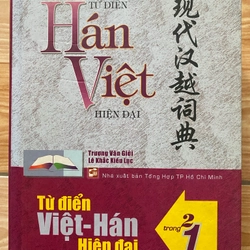 TỪ ĐIỂN
Hán
Việt
HIỆN ĐẠI
现代汉越词典
Trương Văn Giới
Lê Khắc Kiều Lục
Nhà xuất bản Tổng Hợp TP Hồ Chí Minh
Từ điển
Việt-Hán
Hiện đại
2 trong 1